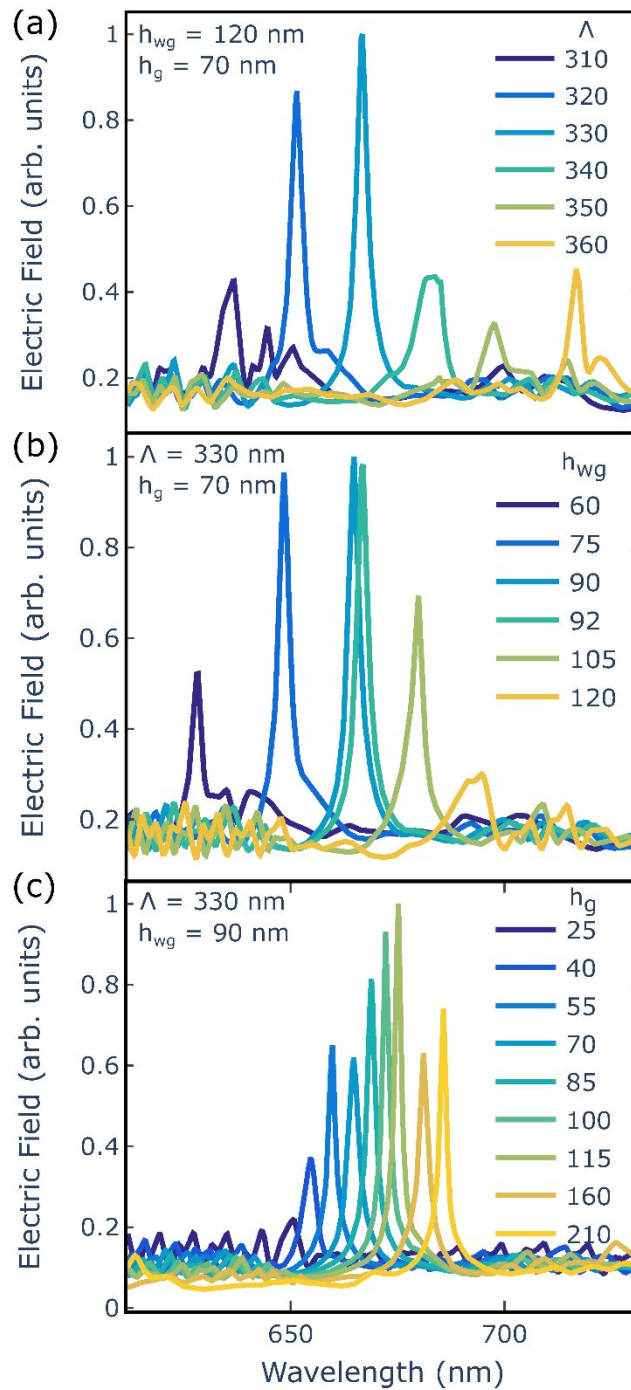 (a)
h_wg = 120 nm
h_g = 70 nm
Λ
310
320
330
340
350
360
1
0.8
0.6
0.4
0.2
Electric Field (arb. units)
(b)
Λ = 330 nm
h_g = 70 nm
h_wg
60
75
90
92
105
120
1
0.8
0.6
0.4
0.2
Electric Field (arb. units)
(c)
Λ = 330 nm
h_wg = 90 nm
h_g
25
40
55
70
85
100
115
160
210
1
0.8
0.6
0.4
0.2
0
Electric Field (arb. units)
650
700
Wavelength (nm)